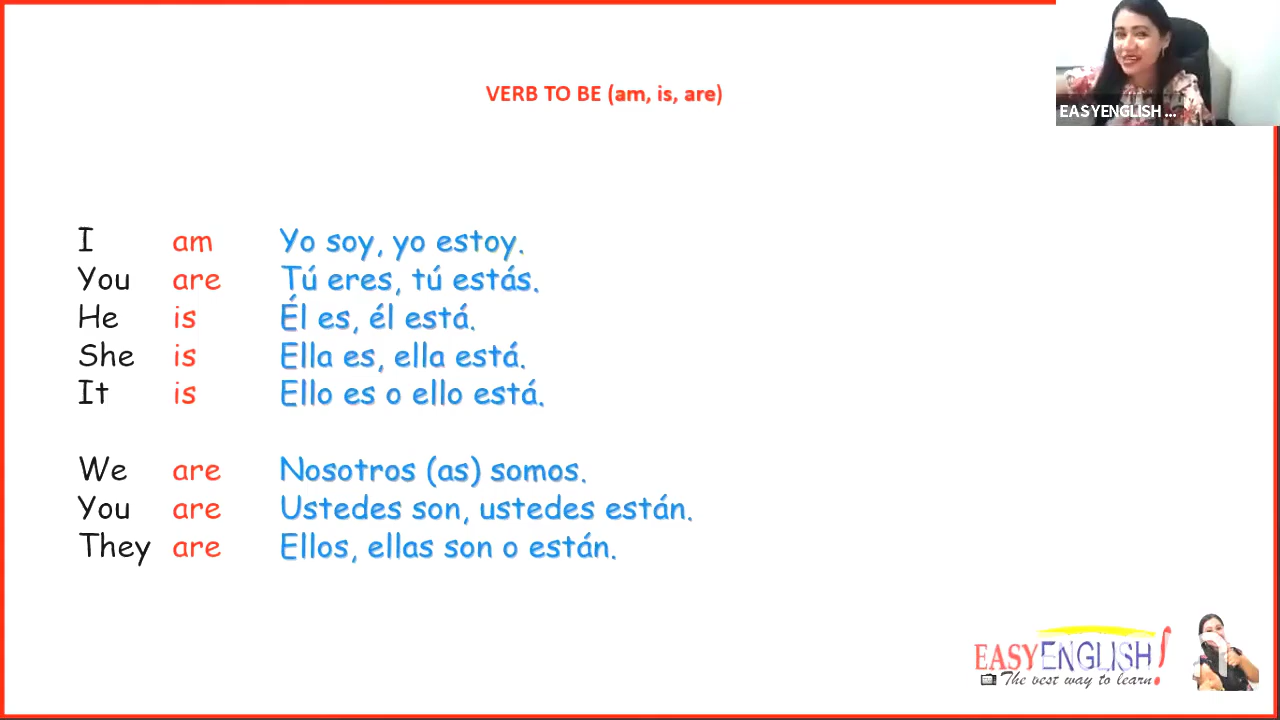 VERB TO BE (am, is, are)
EASYENGLISH ...
I am Yo soy, yo estoy.
You are Tú eres, tú estás.
He is Él es, él está.
She is Ella es, ella está.
It is Ello es o ello está.
We are Nosotros (as) somos.
You are Ustedes son, ustedes están.
They are Ellos, ellas son o están.
EASYENGLISH!
The best way to learn!